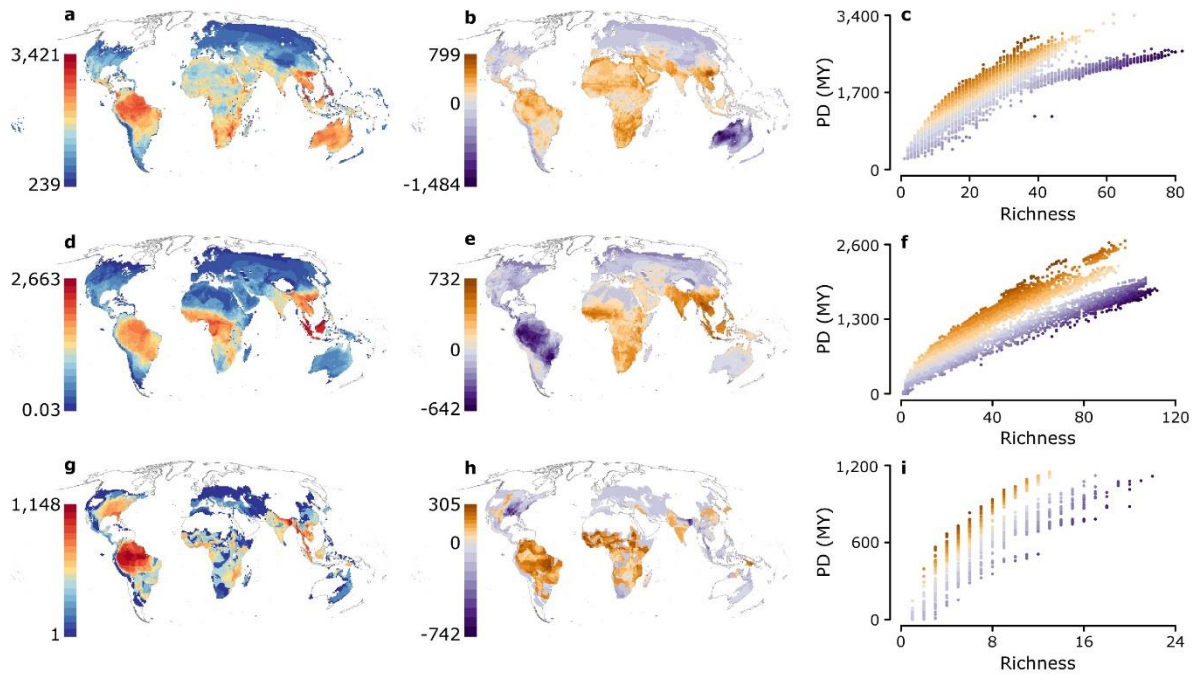 a
3,421
239
b
799
0
-1,484
c
3,400
1,700
0
PD (MY)
0
20
40
60
80
Richness
d
2,663
0.03
e
732
0
-642
f
2,600
1,300
0
PD (MY)
0
40
80
120
Richness
g
1,148
1
h
305
0
-742
i
1,200
600
0
PD (MY)
0
8
16
24
Richness